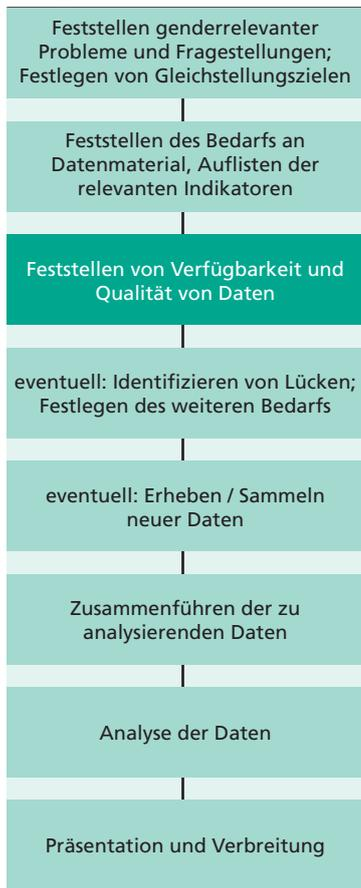 Feststellen genderrelevanter
Probleme und Fragestellungen;
Festlegen von Gleichstellungszielen
Feststellen des Bedarfs an
Datenmaterial, Auflisten der
relevanten Indikatoren
Feststellen von Verfügbarkeit und
Qualität von Daten
eventuell: Identifizieren von Lücken;
Festlegen des weiteren Bedarfs
eventuell: Erheben / Sammeln
neuer Daten
Zusammenführen der zu
analysierenden Daten
Analyse der Daten
Präsentation und Verbreitung